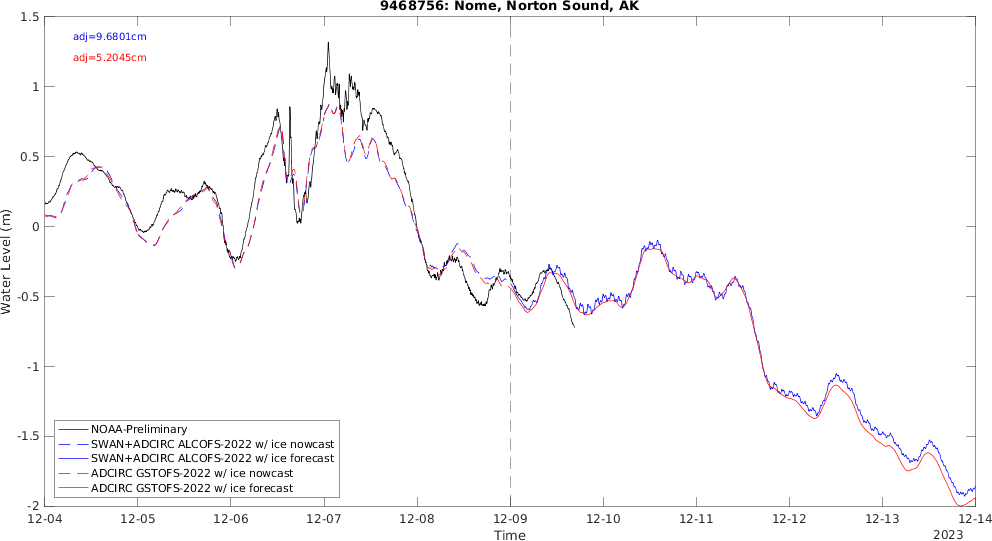 9468756: Nome, Norton Sound, AK
adj=9.6801cm
adj=5.2045cm
Water Level (m)
1.5
1
0.5
0
-0.5
-1
-1.5
-2
NOAA-Preliminary
SWAN+ADCIRC ALCOFS-2022 w/ ice nowcast
SWAN+ADCIRC ALCOFS-2022 w/ ice forecast
ADCIRC GSTOFS-2022 w/ ice nowcast
ADCIRC GSTOFS-2022 w/ ice forecast
12-04 12-05 12-06 12-07 12-08 12-09 12-10 12-11 12-12 12-13 12-14
Time
2023